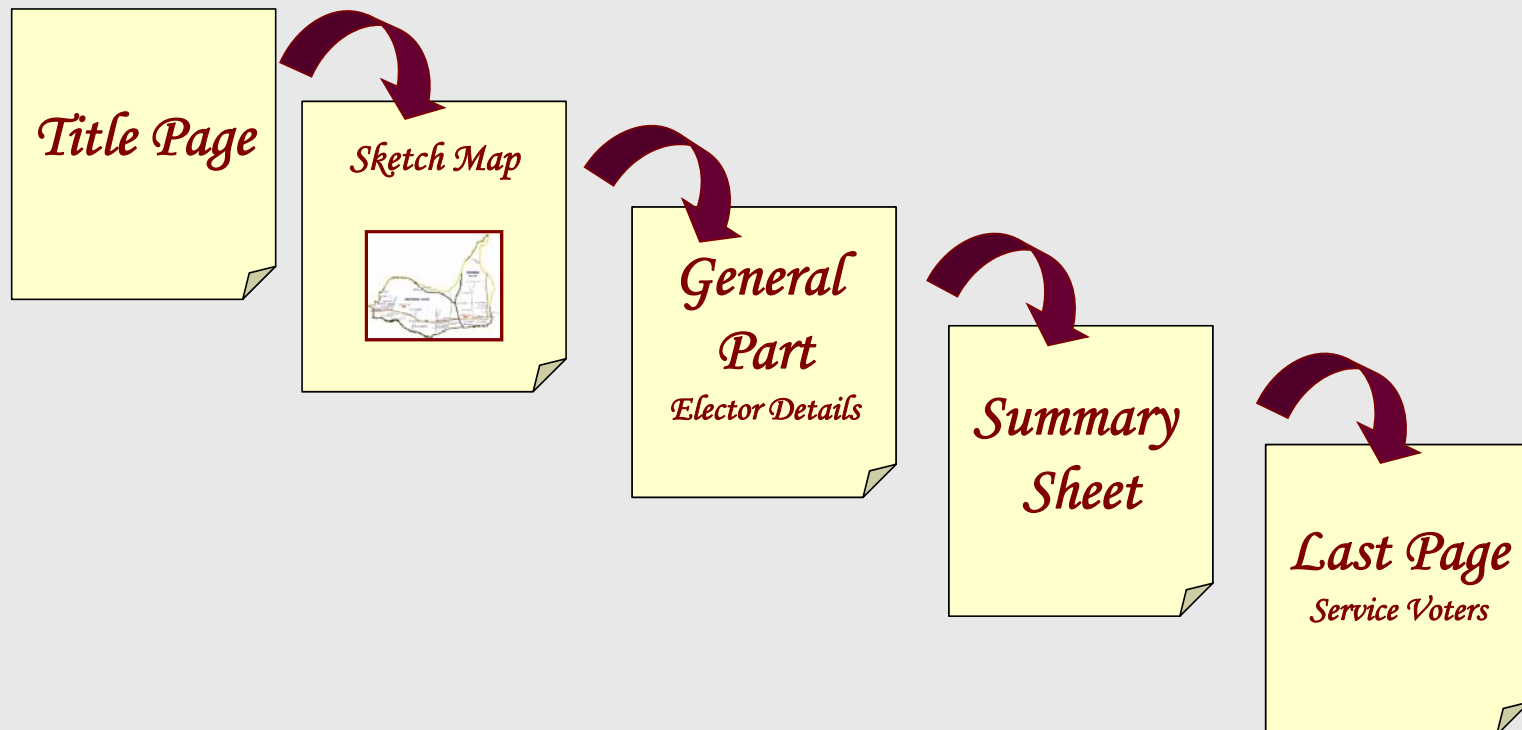 Title Page
Sketch Map
General
Part
Elector Details
Summary
Sheet
Last Page
Service Voters